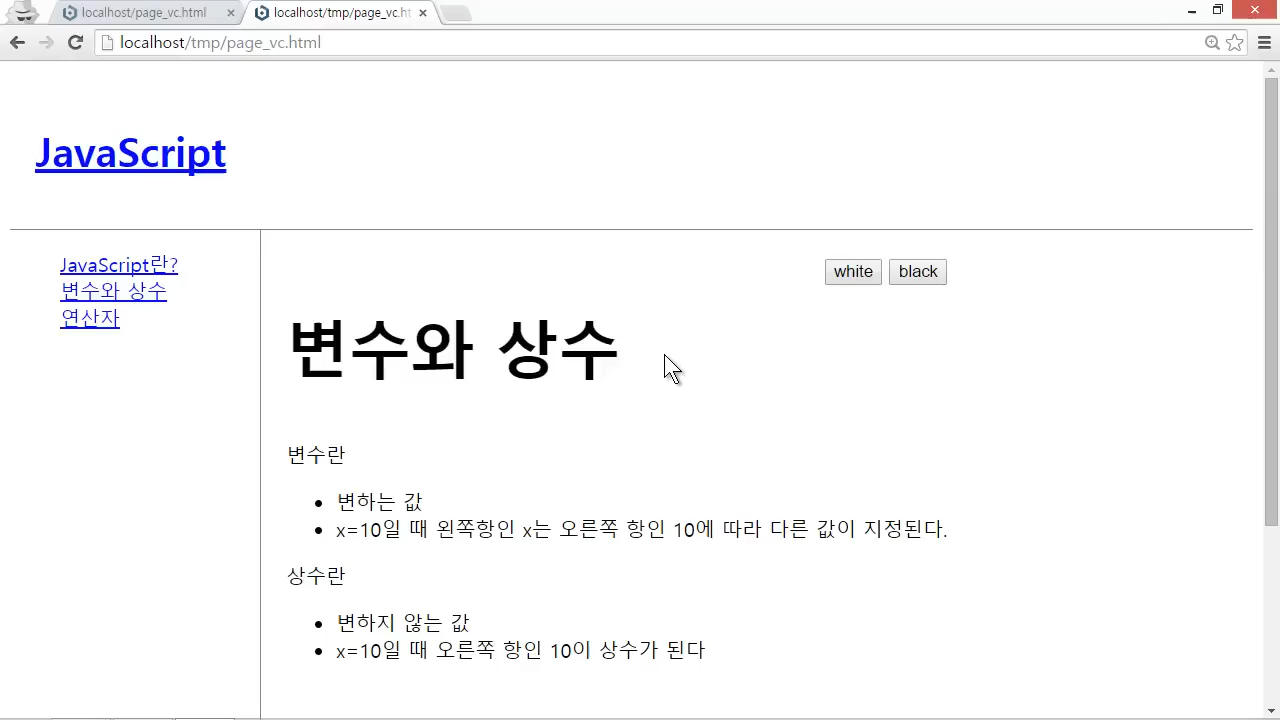 localhost/page_vc.html
localhost/tmp/page_vc.ht
localhost/tmp/page_vc.html
JavaScript
JavaScript란?
변수와 상수
연산자
white
black
변수와 상수
변수란
변하는 값
x=10일 때 왼쪽항인 x는 오른쪽 항인 10에 따라 다른 값이 지정된다.
상수란
변하지 않는 값
x=10일 때 오른쪽 항인 10이 상수가 된다